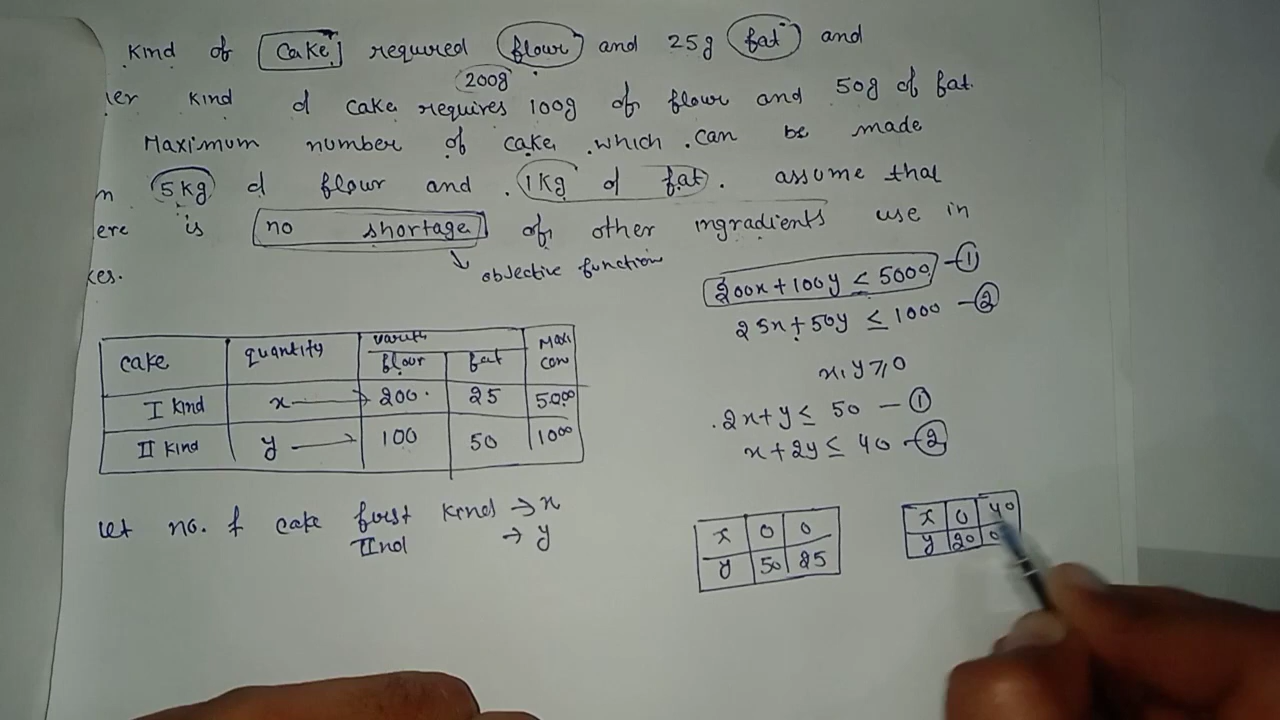 Kind of Cake required flour and 25g fat and
200g
er kind of cake requires 100g of flour and 50g of fat.
Maximum number of cake which can be made
m 5kg of flour and 1kg of fat. assume that
ere is no shortage of other ingradients use in
kes.
objective function
200x+100y ≤ 5000 -①
25x+50y ≤ 1000 -②
x, y ≥ 0
2x+y ≤ 50 -①
x+2y ≤ 40 -②
cake quantity flour fat Maxi con
I Kind x → 200 25 5000
II Kind y → 100 50 1000
let no. of cake first Kind → x
IInd → y
x 0 0
y 50 25
x 0 40
y 20 0